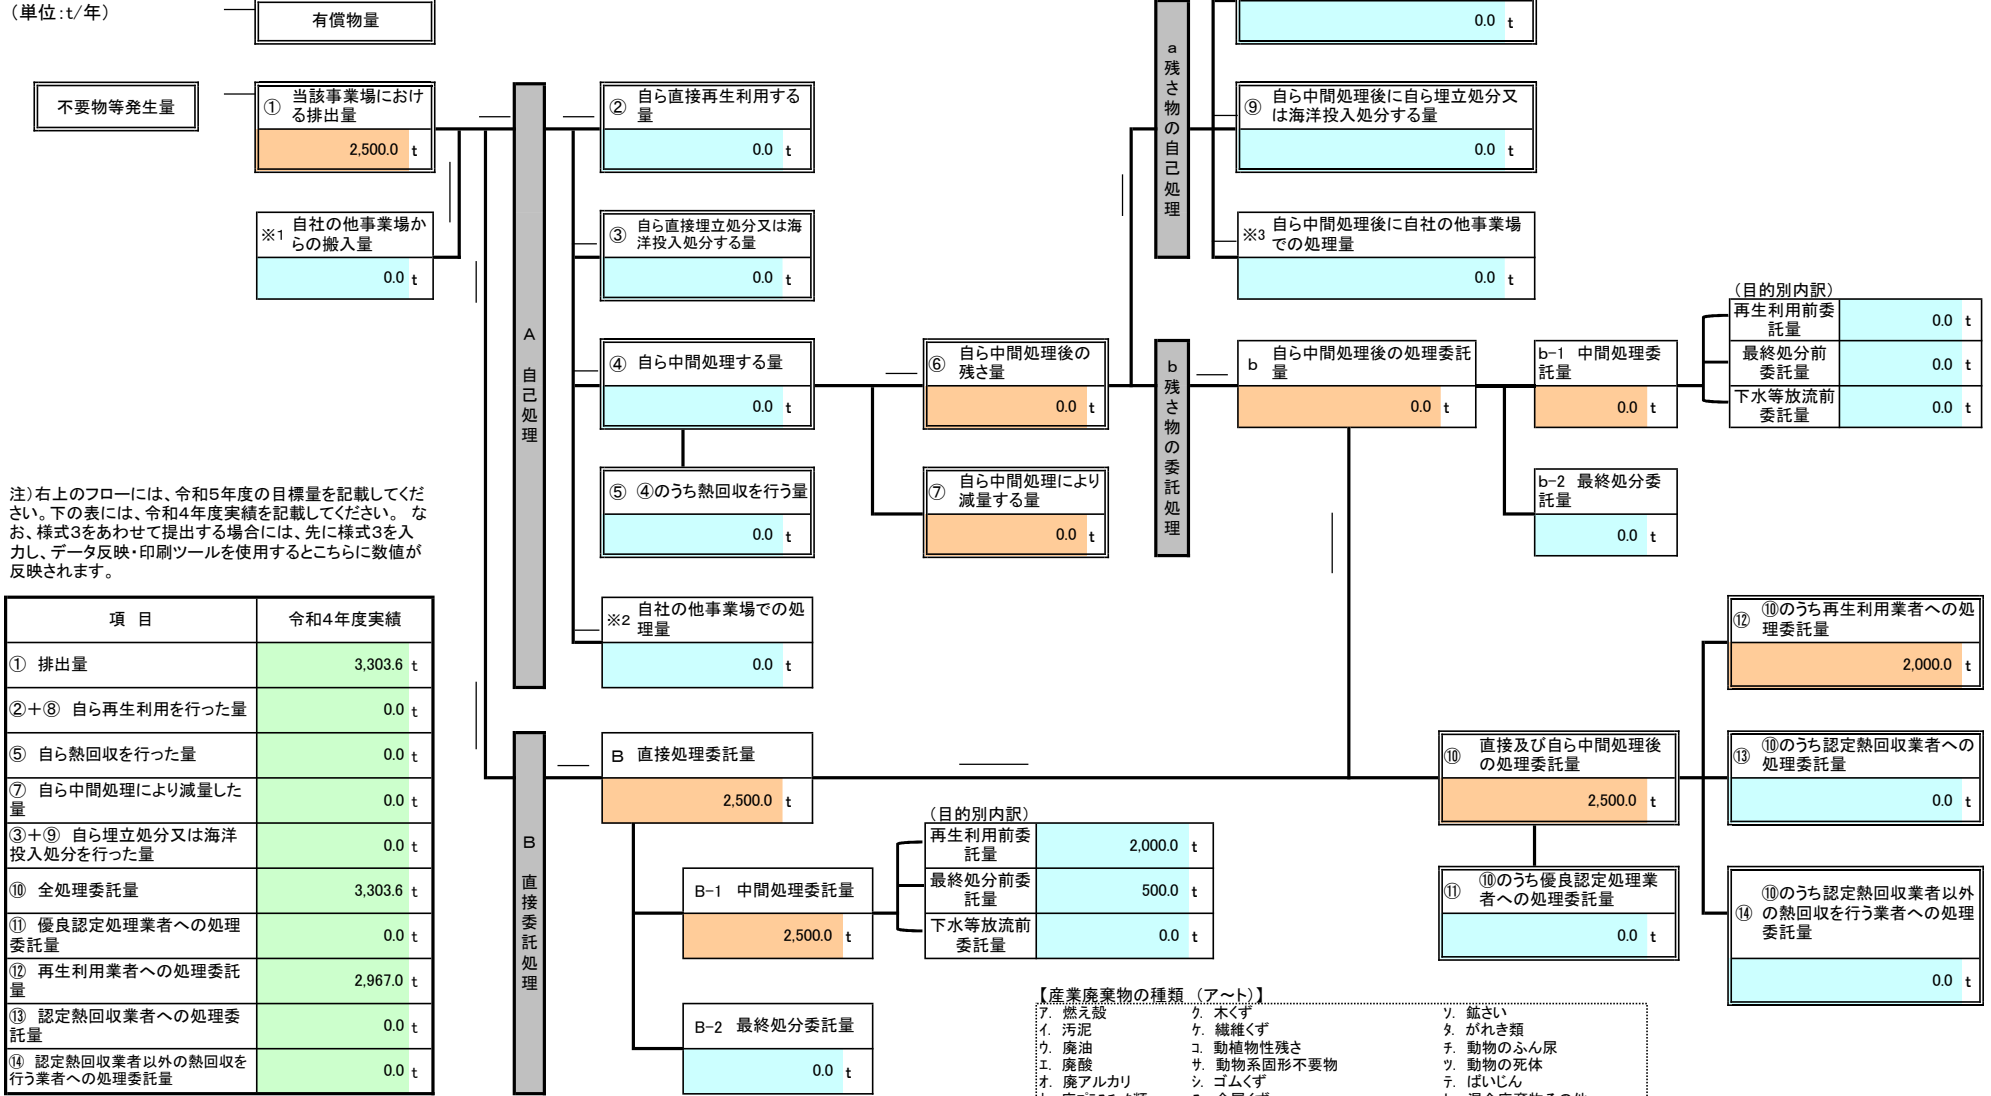 （単位:t/年）
有償物量
0.0 t
不要物等発生量
① 当該事業場におけ
る排出量
2,500.0 t
② 自ら直接再生利用する
量
0.0 t
⑨ 自ら中間処理後に自ら埋立処分又
は海洋投入処分する量
0.0 t
a 残さ物の自己処理
※1 自社の他事業場か
らの搬入量
0.0 t
③ 自ら直接埋立処分又は海
洋投入処分する量
0.0 t
※3 自ら中間処理後に自社の他事業場
での処理量
0.0 t
A 自己処理
④ 自ら中間処理する量
0.0 t
⑥ 自ら中間処理後の
残さ量
0.0 t
b 残さ物の委託処理
b 自ら中間処理後の処理委託
量
0.0 t
b-1 中間処理委
託量
0.0 t
（目的別内訳）
再生利用前委
託量
0.0 t
最終処分前
委託量
0.0 t
下水等放流前
委託量
0.0 t
⑤ ④のうち熱回収を行う量
0.0 t
⑦ 自ら中間処理により
減量する量
0.0 t
b-2 最終処分委
託量
0.0 t
注）右上のフローには、令和5年度の目標量を記載してくだ
さい。下の表には、令和4年度実績を記載してください。 な
お、様式3をあわせて提出する場合には、先に様式3を入
力し、データ反映・印刷ツールを使用するとこちらに数値が
反映されます。
※2 自社の他事業場での処
理量
0.0 t
項 目 令和4年度実績
① 排出量 3,303.6 t
②＋⑧ 自ら再生利用を行った量 0.0 t
⑤ 自ら熱回収を行った量 0.0 t
⑦ 自ら中間処理により減量した
量 0.0 t
③＋⑨ 自ら埋立処分又は海洋
投入処分を行った量 0.0 t
⑩ 全処理委託量 3,303.6 t
⑪ 優良認定処理業者への処理
委託量 0.0 t
⑫ 再生利用業者への処理委託
量 2,967.0 t
⑬ 認定熱回収業者への処理委
託量 0.0 t
⑭ 認定熱回収業者以外の熱回収を
行う業者への処理委託量 0.0 t
B 直接委託処理
B 直接処理委託量
2,500.0 t
B-1 中間処理委託量
2,500.0 t
（目的別内訳）
再生利用前委
託量
2,000.0 t
最終処分前委
託量
500.0 t
下水等放流前
委託量
0.0 t
B-2 最終処分委託量
0.0 t
⑩ 直接及び自ら中間処理後
の処理委託量
2,500.0 t
⑪ ⑩のうち優良認定処理業
者への処理委託量
0.0 t
⑫ ⑩のうち再生利用業者への処
理委託量
2,000.0 t
⑬ ⑩のうち認定熱回収業者への
処理委託量
0.0 t
⑭ ⑩のうち認定熱回収業者以外
の熱回収を行う業者への処理
委託量
0.0 t
【産業廃棄物の種類 （ア～ト）】
ア. 燃え殻 ク. 木くず ソ. 鉱さい
イ. 汚泥 ケ. 繊維くず タ. がれき類
ウ. 廃油 コ. 動植物性残さ チ. 動物のふん尿
エ. 廃酸 サ. 動物系固形不要物 ツ. 動物の死体
オ. 廃アルカリ シ. ゴムくず テ. ばいじん